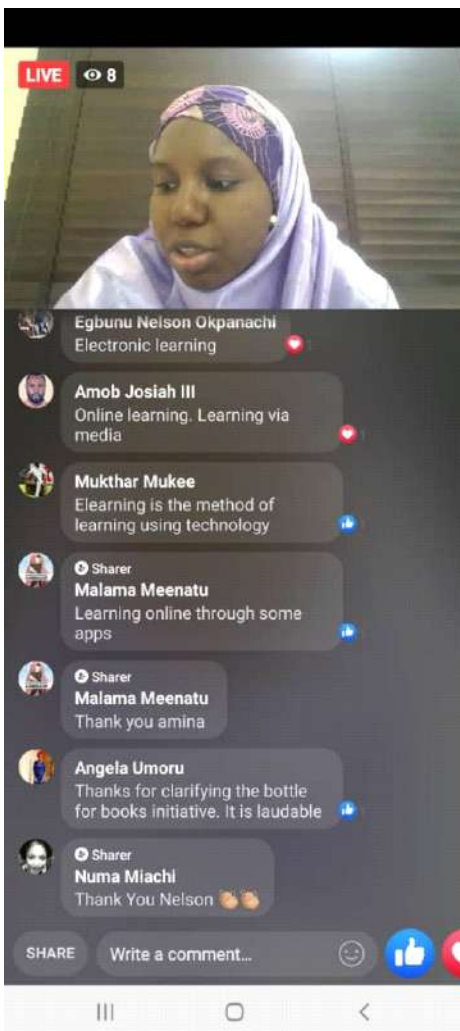 LIVE 8
Egbunu Nelson Okpanachi
Electronic learning
1
Amob Josiah III
Online learning. Learning via
media
1
Mukthar Mukee
Elearning is the method of
learning using technology
Sharer
Malama Meenatu
Learning online through some
apps
Sharer
Malama Meenatu
Thank you amina
Angela Umoru
Thanks for clarifying the bottle
for books initiative. It is laudable
Sharer
Numa Miachi
Thank You Nelson 👏🏼👏🏼
SHARE Write a comment...